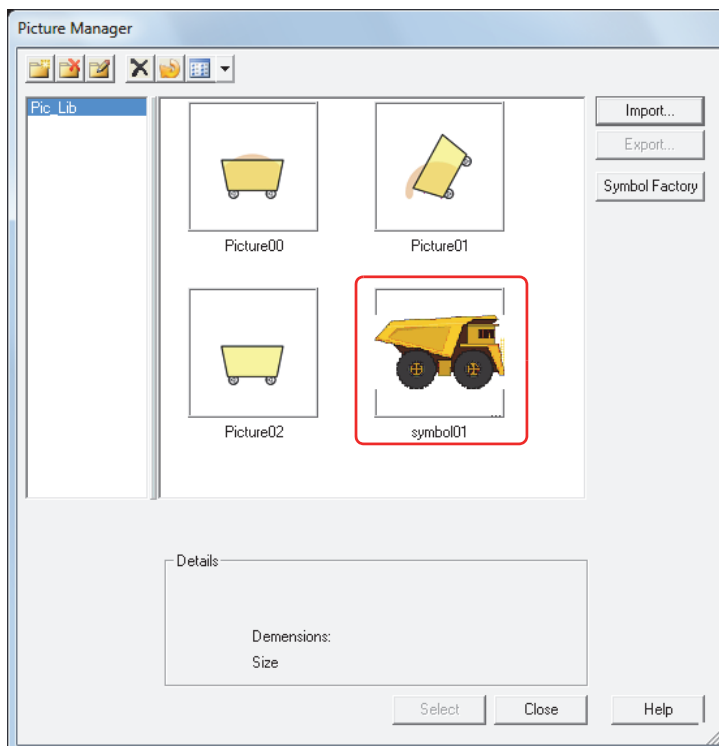 Picture Manager
Pic_Lib
Import...
Export...
Symbol Factory
Picture00
Picture01
Picture02
symbol01
...
Details
Demensions:
Size
Select
Close
Help